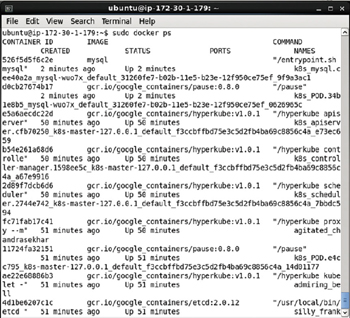 ubuntu@ip-172-30-1-179: ~
File Edit View Search Terminal Help
ubuntu@ip-172-30-1-179:~$ sudo docker ps
CONTAINER ID IMAGE COMMAND
CREATED STATUS PORTS NAMES
526f5d5f6c2e mysql "/entrypoint.sh
mysql" 2 minutes ago Up 2 minutes k8s_mysql.c
ee40a2a_mysql-wuo7x_default_31260fe7-b02b-11e5-b23e-12f950ce75ef_9f9a3ac1
d0cb27674b17 gcr.io/google_containers/pause:0.8.0 "/pause"
2 minutes ago Up 2 minutes k8s_POD.34b
1e8b5_mysql-wuo7x_default_31260fe7-b02b-11e5-b23e-12f950ce75ef_0626965c
e5a6aecdc22d gcr.io/google_containers/hyperkube:v1.0.1 "/hyperkube apis
erver" 50 minutes ago Up 50 minutes k8s_apiserv
er.cfb70250_k8s-master-127.0.0.1_default_f3ccbffbd75e3c5d2fb4ba69c8856c4a_e73ec6
59
b54e261a68d6 gcr.io/google_containers/hyperkube:v1.0.1 "/hyperkube cont
rolle" 50 minutes ago Up 50 minutes k8s_control
ler-manager.1598ee5c_k8s-master-127.0.0.1_default_f3ccbffbd75e3c5d2fb4ba69c8856c
4a_a67e9916
2d89f7dcb6d6 gcr.io/google_containers/hyperkube:v1.0.1 "/hyperkube sche
duler" 50 minutes ago Up 50 minutes k8s_schedul
er.2744e742_k8s-master-127.0.0.1_default_f3ccbffbd75e3c5d2fb4ba69c8856c4a_7bbdc5
94
fc71fab17c41 gcr.io/google_containers/hyperkube:v1.0.1 "/hyperkube prox
y --m" 51 minutes ago Up 51 minutes agitated_ch
andrasekhar
11724fa32151 gcr.io/google_containers/pause:0.8.0 "/pause"
51 minutes ago Up 51 minutes k8s_POD.e4c
c795_k8s-master-127.0.0.1_default_f3ccbffbd75e3c5d2fb4ba69c8856c4a_14d01177
ae22e68086b3 gcr.io/google_containers/hyperkube:v1.0.1 "/hyperkube kube
let -" 51 minutes ago Up 51 minutes admiring_be
ll
4d1be6207c1c gcr.io/google_containers/etcd:2.0.12 "/usr/local/bin/
etcd " 51 minutes ago Up 51 minutes silly_frank